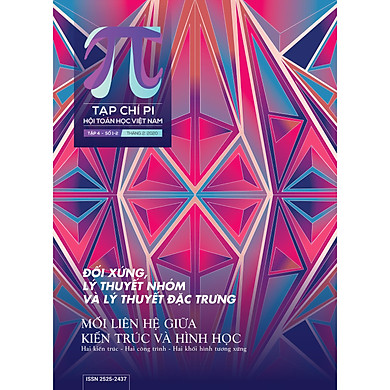 π
TẠP CHÍ PI
HỘI TOÁN HỌC VIỆT NAM
TẬP 4 - SỐ 1-2 THÁNG 2/2020
ĐỐI XỨNG,
LÝ THUYẾT NHÓM
VÀ LÝ THUYẾT ĐẶC TRƯNG
MỐI LIÊN HỆ GIỮA
KIẾN TRÚC VÀ HÌNH HỌC
Hai kiến trúc - Hai công trình - Hai khối hình tương xứng
ISSN 2525-2437